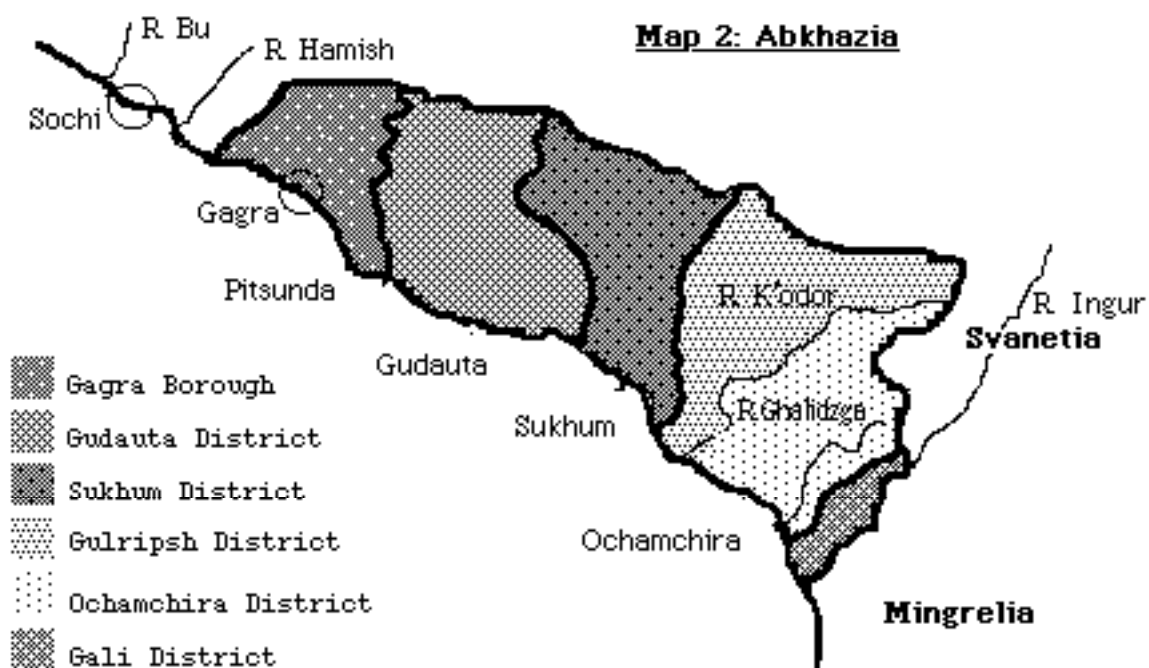 R Bu
Map 2: Abkhazia
R Hamish
Sochi
Gagra
Pitsunda
R K'odor
R Ingur
Svanetia
Gudauta
Gagra Borough
R Ghalidzga
Sukhum
Gudauta District
Sukhum District
Gulripsh District
Ochamchira
Ochamchira District
Mingrelia
Gali District